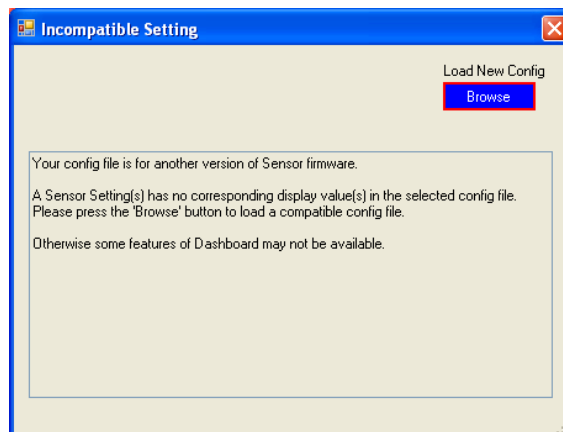 Incompatible Setting
Load New Config
Browse
Your config file is for another version of Sensor firmware.
A Sensor Setting(s) has no corresponding display value(s) in the selected config file.
Please press the 'Browse' button to load a compatible config file.
Otherwise some features of Dashboard may not be available.